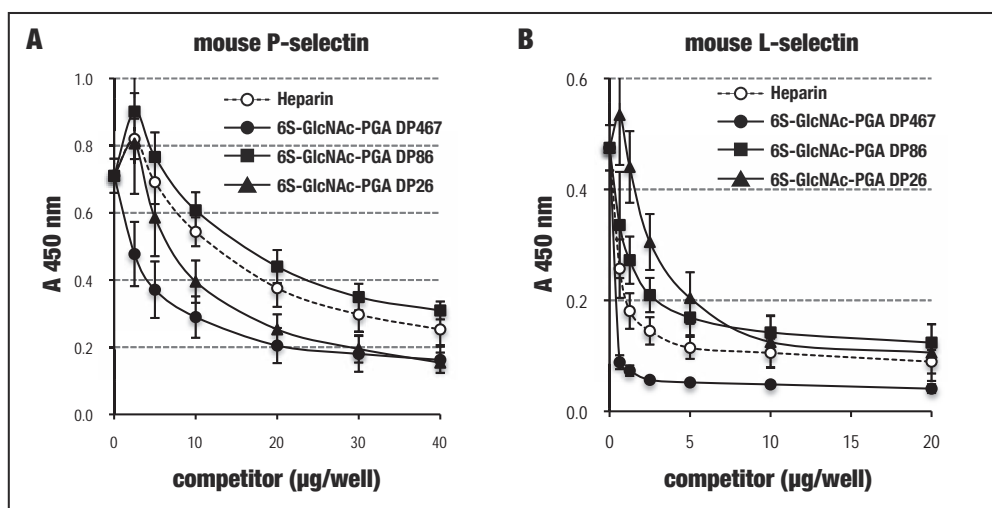 A
mouse P-selectin
1.0
0.8
0.6
0.4
0.2
0.0
A 450 nm
Heparin
6S-GlcNAc-PGA DP467
6S-GlcNAc-PGA DP86
6S-GlcNAc-PGA DP26
0 10 20 30 40
competitor (µg/well)
B
mouse L-selectin
0.6
0.4
0.2
0.0
A 450 nm
Heparin
6S-GlcNAc-PGA DP467
6S-GlcNAc-PGA DP86
6S-GlcNAc-PGA DP26
0 5 10 15 20
competitor (µg/well)